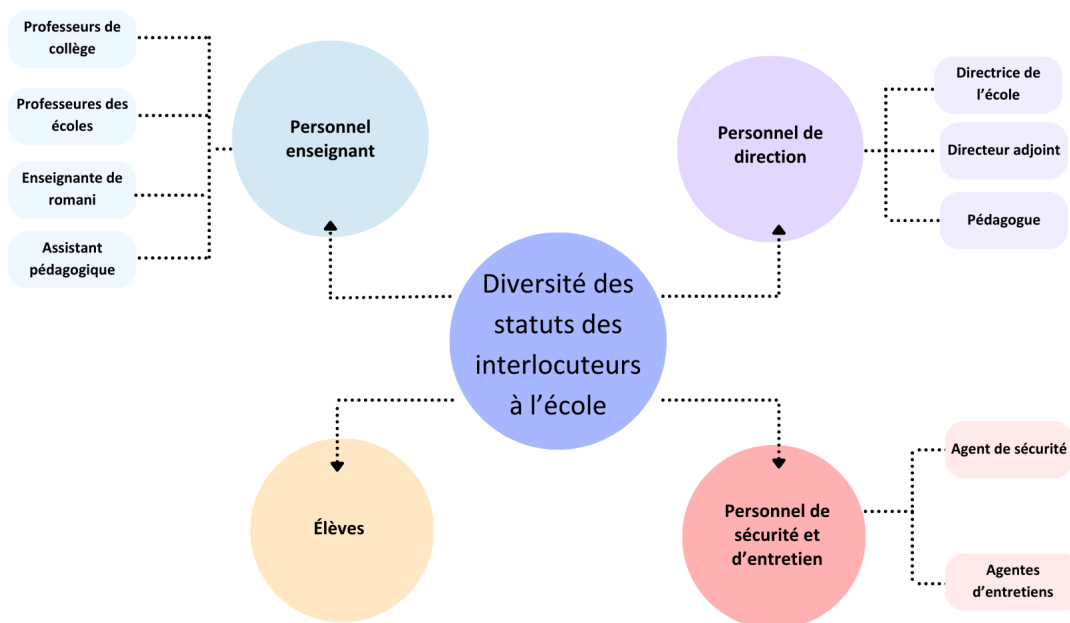 Professeurs de
collège
Professeures des
écoles
Enseignante de
romani
Assistant
pédagogique
Personnel
enseignant
Personnel de
direction
Directrice de
l’école
Directeur adjoint
Pédagogue
Diversité des
statuts des
interlocuteurs
à l’école
Élèves
Personnel de
sécurité et
d’entretien
Agent de sécurité
Agentes
d’entretiens